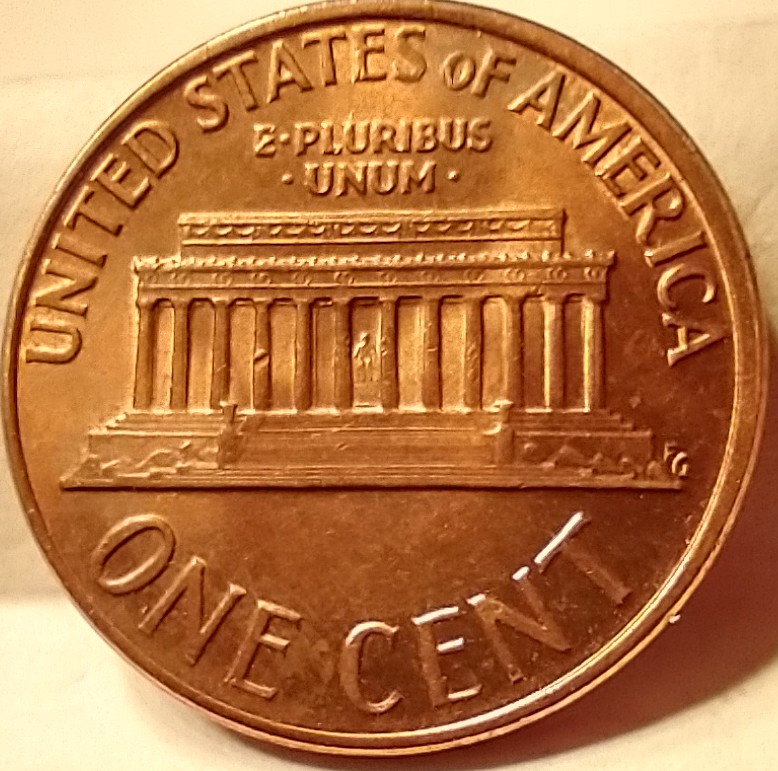 UNITED STATES OF AMERICA
E·PLURIBUS
·UNUM·
FG
ONE CENT